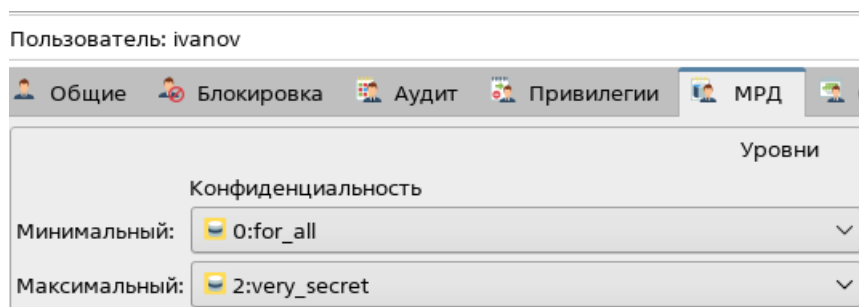 Пользователь: ivanov
Общие Блокировка Аудит Привилегии МРД
Уровни
Конфиденциальность
Минимальный: 0:for_all
Максимальный: 2:very_secret